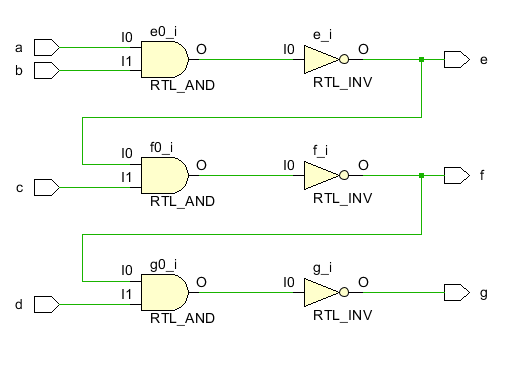 e0_i e_i
a I0 O I0 O e
b I1
RTL_AND RTL_INV
f0_i f_i
I0 O I0 O f
c I1
RTL_AND RTL_INV
g0_i g_i
I0 O I0 O g
d I1
RTL_AND RTL_INV